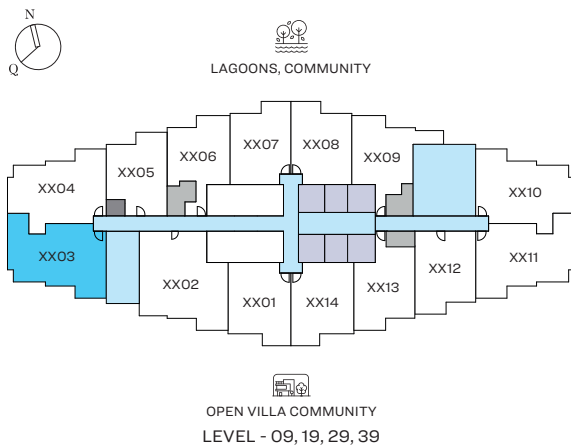 N
Q
LAGOONS, COMMUNITY
XX07
XX08
XX06
XX09
XX05
XX04
XX10
XX03
XX11
XX02
XX12
XX13
XX01
XX14
OPEN VILLA COMMUNITY
LEVEL - 09, 19, 29, 39